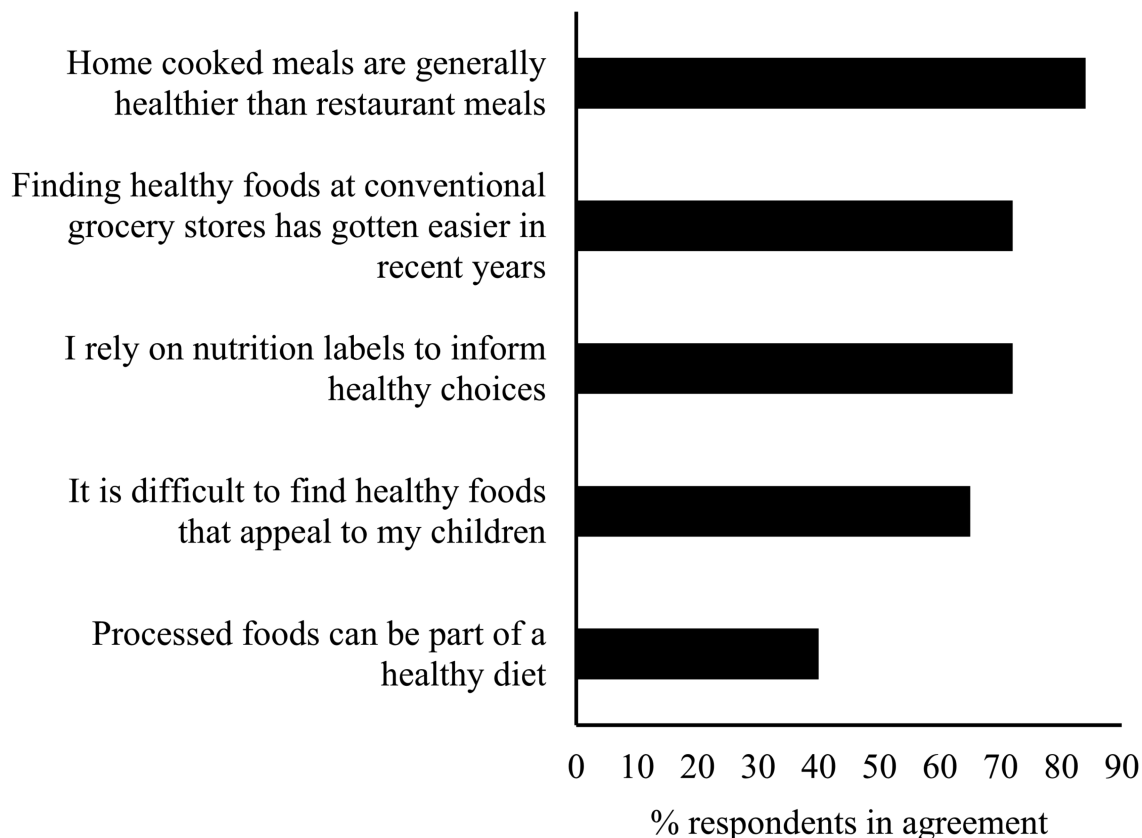 Home cooked meals are generally
healthier than restaurant meals
Finding healthy foods at conventional
grocery stores has gotten easier in
recent years
I rely on nutrition labels to inform
healthy choices
It is difficult to find healthy foods
that appeal to my children
Processed foods can be part of a
healthy diet
0 10 20 30 40 50 60 70 80 90
% respondents in agreement